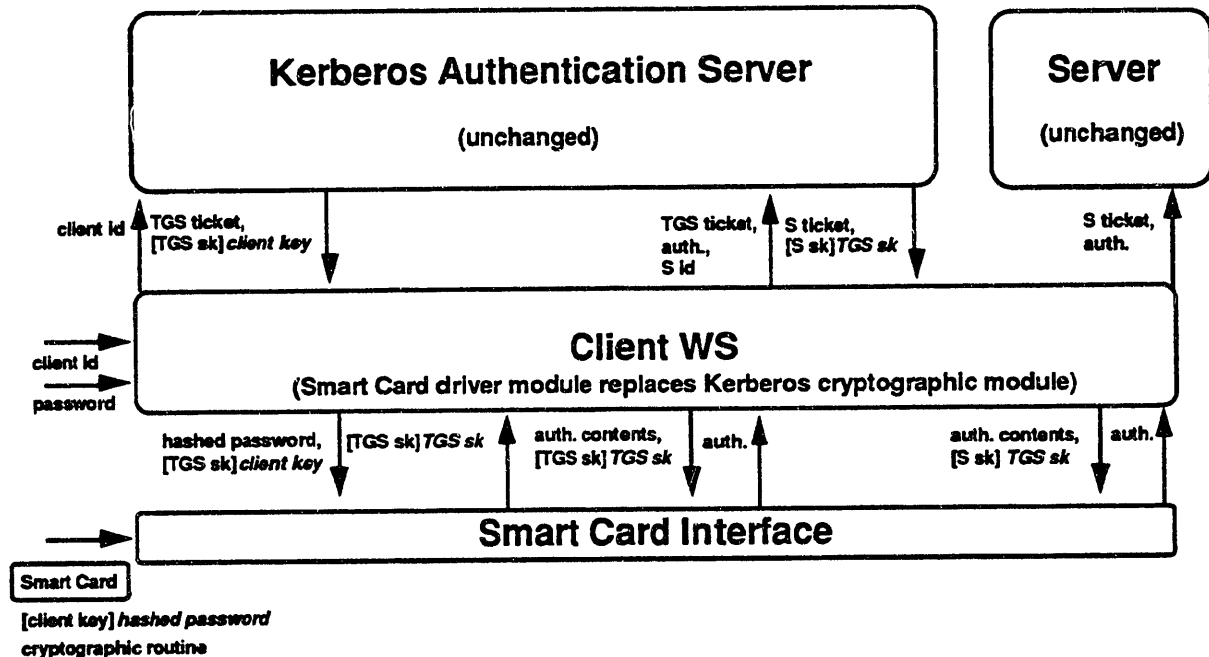 Kerberos Authentication Server
(unchanged)
Server
(unchanged)
client id
TGS ticket,
[TGS sk] client key
TGS ticket,
auth.,
S id
S ticket,
[S sk] TGS sk
S ticket,
auth.
client id
password
Client WS
(Smart Card driver module replaces Kerberos cryptographic module)
hashed password,
[TGS sk] client key
[TGS sk] TGS sk
auth. contents,
[TGS sk] TGS sk
auth.
auth. contents,
[S sk] TGS sk
auth.
Smart Card Interface
Smart Card
[client key] hashed password
cryptographic routine